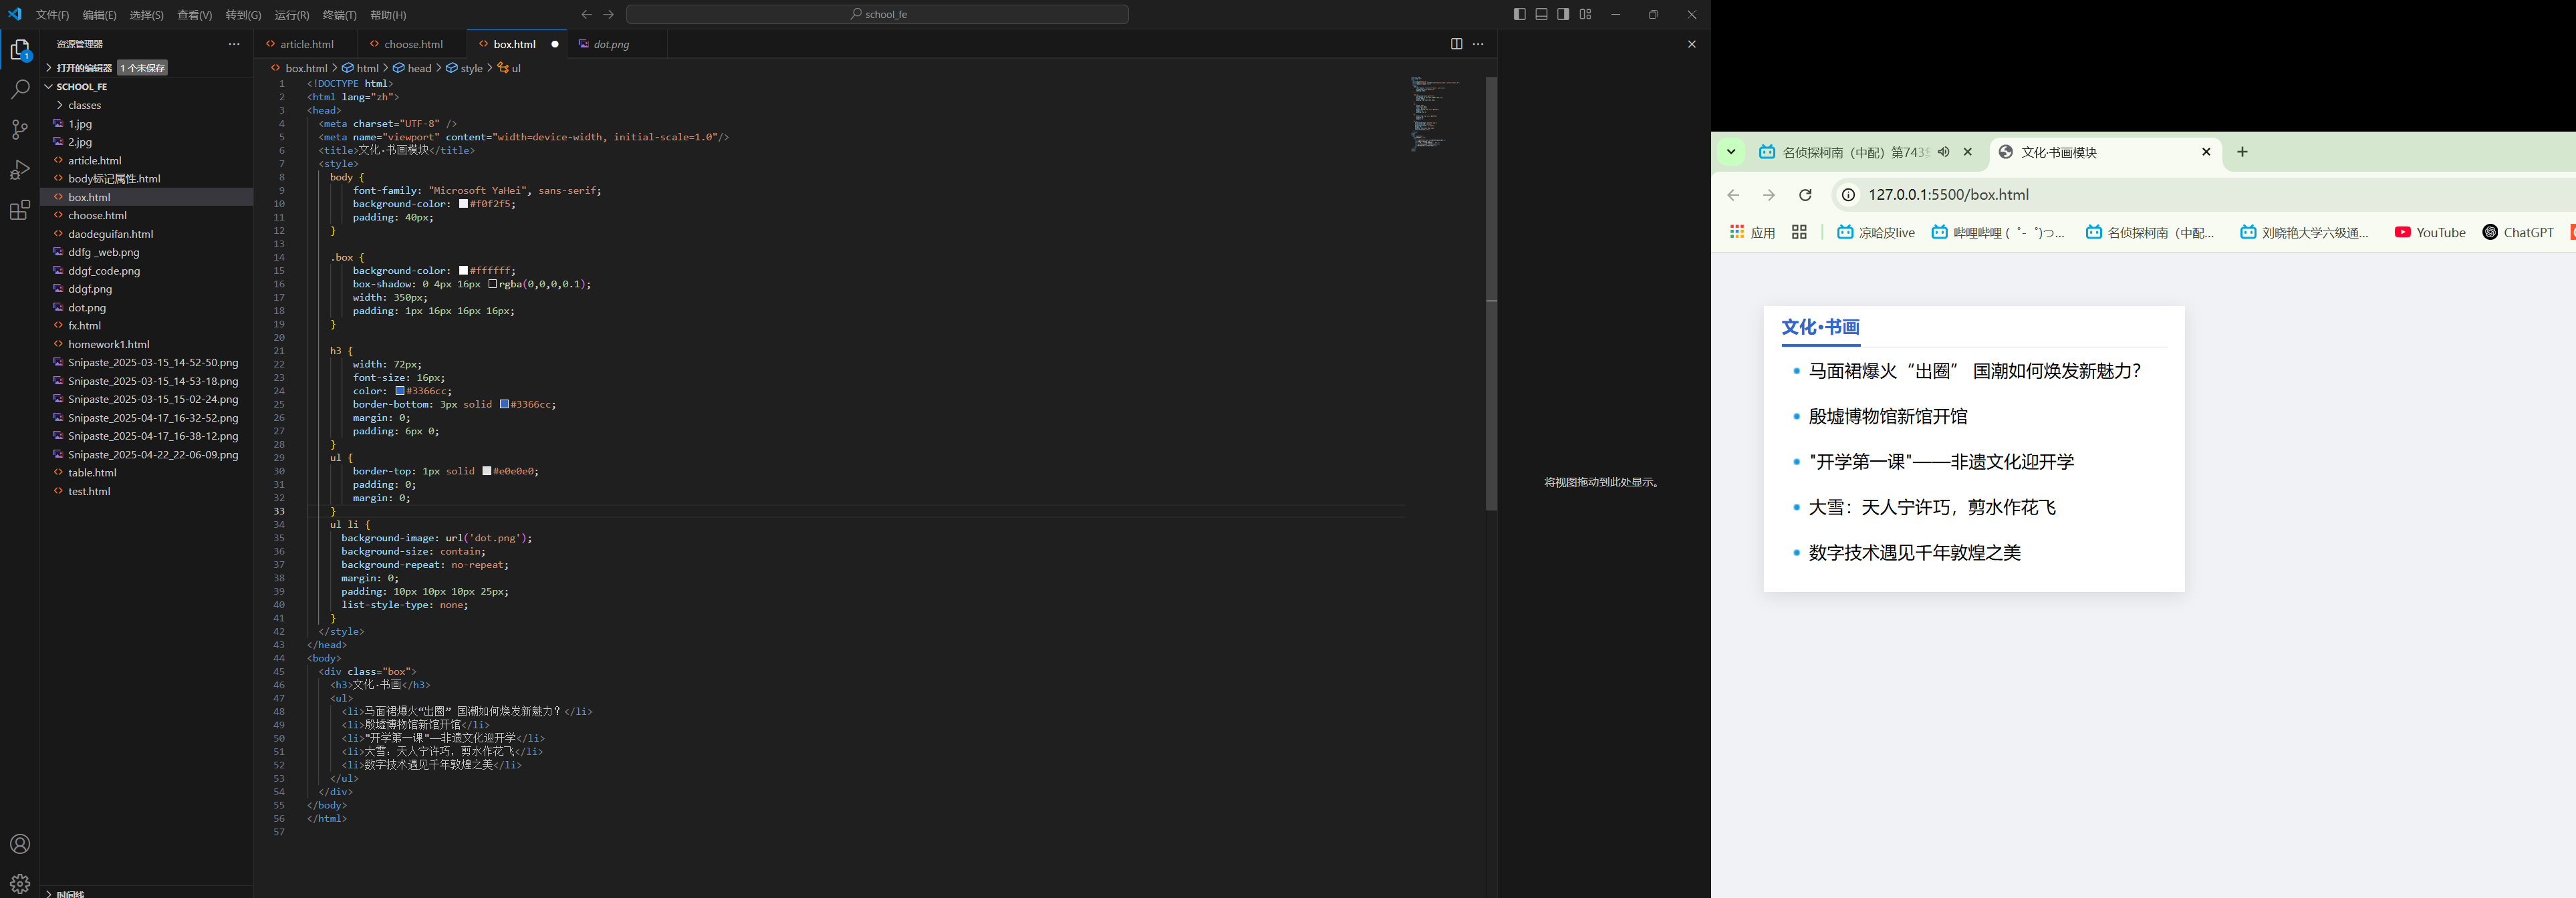 文件(F) 编辑(E) 选择(S) 查看(V) 转到(G) 运行(R) 终端(T) 帮助(H)
school_fe
资源管理器
打开的编辑器 1 个未保存
SCHOOL_FE
classes
1.jpg
2.jpg
article.html
body标记属性.html
box.html
choose.html
daodeguifan.html
ddfg _web.png
ddgf_code.png
ddgf.png
dot.png
fx.html
homework1.html
Snipaste_2025-03-15_14-52-50.png
Snipaste_2025-03-15_14-53-18.png
Snipaste_2025-03-15_15-02-24.png
Snipaste_2025-04-17_16-32-52.png
Snipaste_2025-04-17_16-38-12.png
Snipaste_2025-04-22_22-06-09.png
table.html
test.html
时间线
1
article.html choose.html box.html dot.png
box.html html head style ul
1 <!DOCTYPE html>
2 <html lang="zh">
3 <head>
4 <meta charset="UTF-8" />
5 <meta name="viewport" content="width=device-width, initial-scale=1.0"/>
6 <title>文化·书画模块</title>
7 <style>
8 body {
9 font-family: "Microsoft YaHei", sans-serif;
10 background-color: #f0f2f5;
11 padding: 40px;
12 }
13
14 .box {
15 background-color: #ffffff;
16 box-shadow: 0 4px 16px rgba(0,0,0,0.1);
17 width: 350px;
18 padding: 1px 16px 16px 16px;
19 }
20
21 h3 {
22 width: 72px;
23 font-size: 16px;
24 color: #3366cc;
25 border-bottom: 3px solid #3366cc;
26 margin: 0;
27 padding: 6px 0;
28 }
29 ul {
30 border-top: 1px solid #e0e0e0;
31 padding: 0;
32 margin: 0;
33 }
34 ul li {
35 background-image: url('dot.png');
36 background-size: contain;
37 background-repeat: no-repeat;
38 margin: 0;
39 padding: 10px 10px 10px 25px;
40 list-style-type: none;
41 }
42 </style>
43 </head>
44 <body>
45 <div class="box">
46 <h3>文化·书画</h3>
47 <ul>
48 <li>马面裙爆火“出圈” 国潮如何焕发新魅力？</li>
49 <li>殷墟博物馆新馆开馆</li>
50 <li>"开学第一课"——非遗文化迎开学</li>
51 <li>大雪：天人宁许巧，剪水作花飞</li>
52 <li>数字技术遇见千年敦煌之美</li>
53 </ul>
54 </div>
55 </body>
56 </html>
57
将视图拖动到此处显示。
名侦探柯南（中配）第743 文化·书画模块
127.0.0.1:5500/box.html
应用 凉哈皮live 哔哩哔哩 ( ゜- ゜)つ... 名侦探柯南（中配... 刘晓艳大学六级通... YouTube ChatGPT
文化·书画
马面裙爆火“出圈” 国潮如何焕发新魅力？
殷墟博物馆新馆开馆
"开学第一课"——非遗文化迎开学
大雪：天人宁许巧，剪水作花飞
数字技术遇见千年敦煌之美